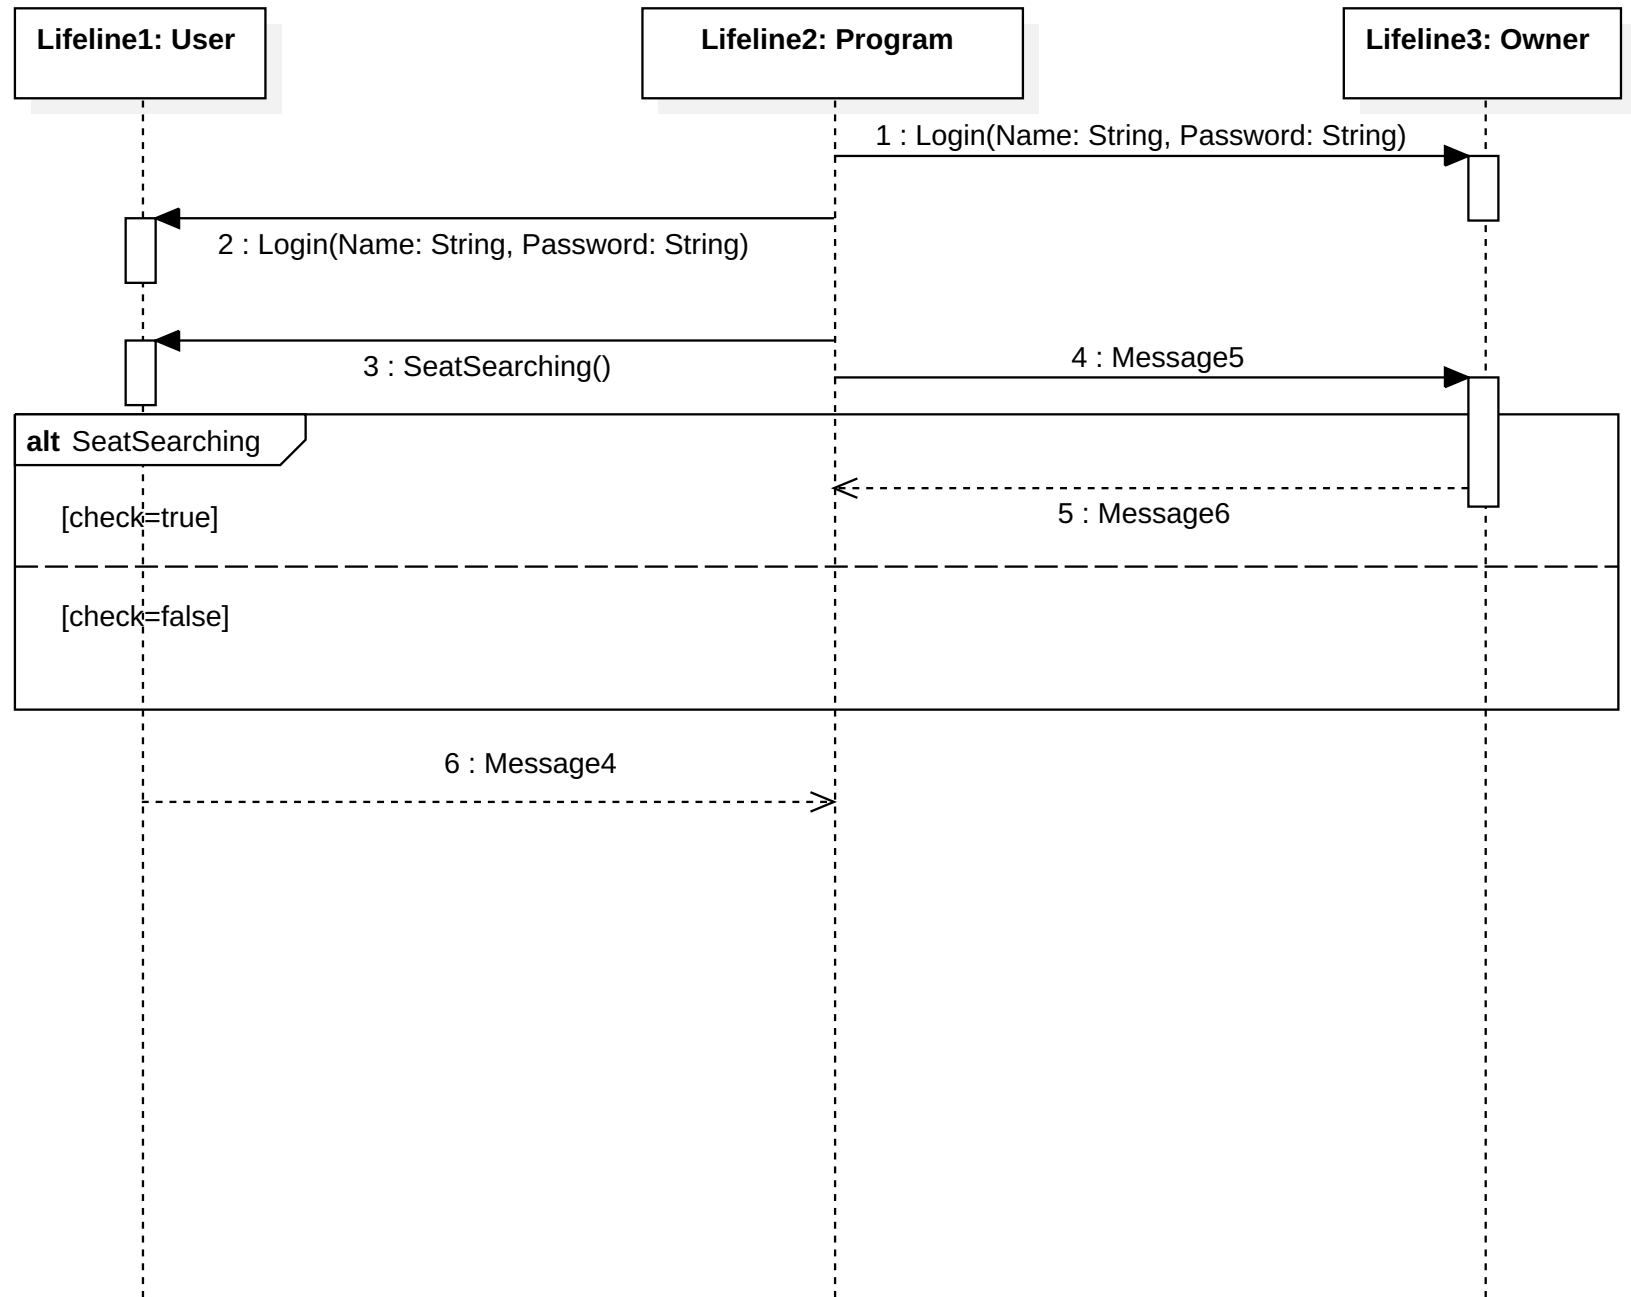 Lifeline1: User
Lifeline2: Program
Lifeline3: Owner
1 : Login(Name: String, Password: String)
2 : Login(Name: String, Password: String)
3 : SeatSearching()
4 : Message5
alt SeatSearching
[check=true]
5 : Message6
[check=false]
6 : Message4